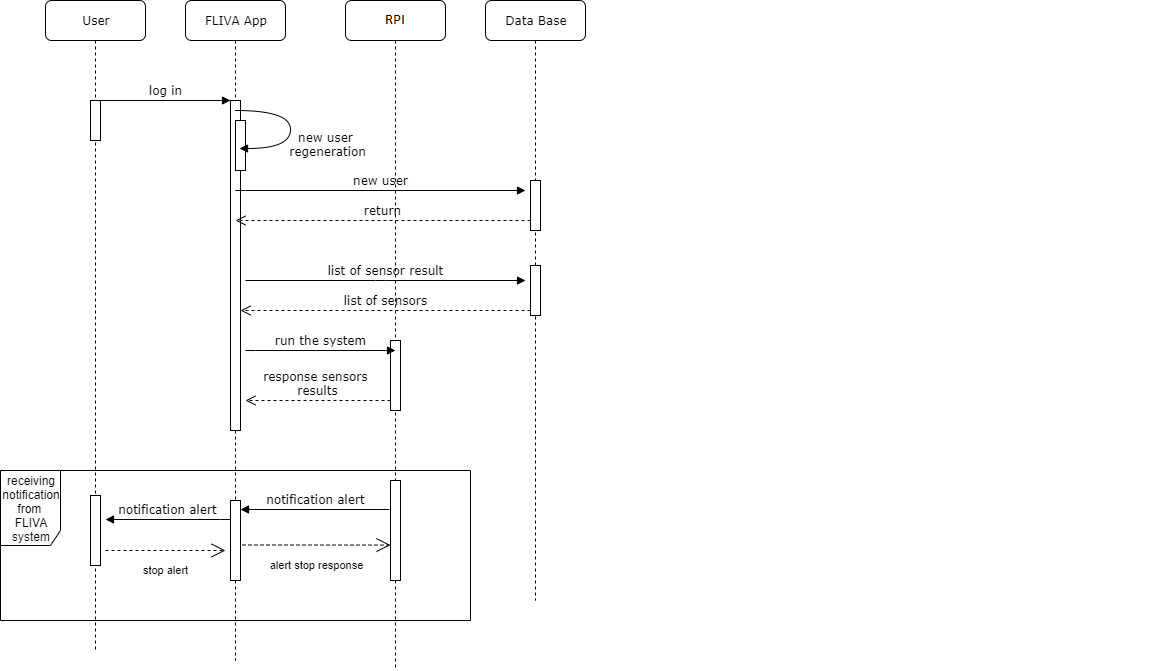 User
FLIVA App
RPI
Data Base
log in
new user
regeneration
new user
return
list of sensor result
list of sensors
run the system
response sensors
results
receiving
notification
from
FLIVA
system
notification alert
notification alert
stop alert
alert stop response